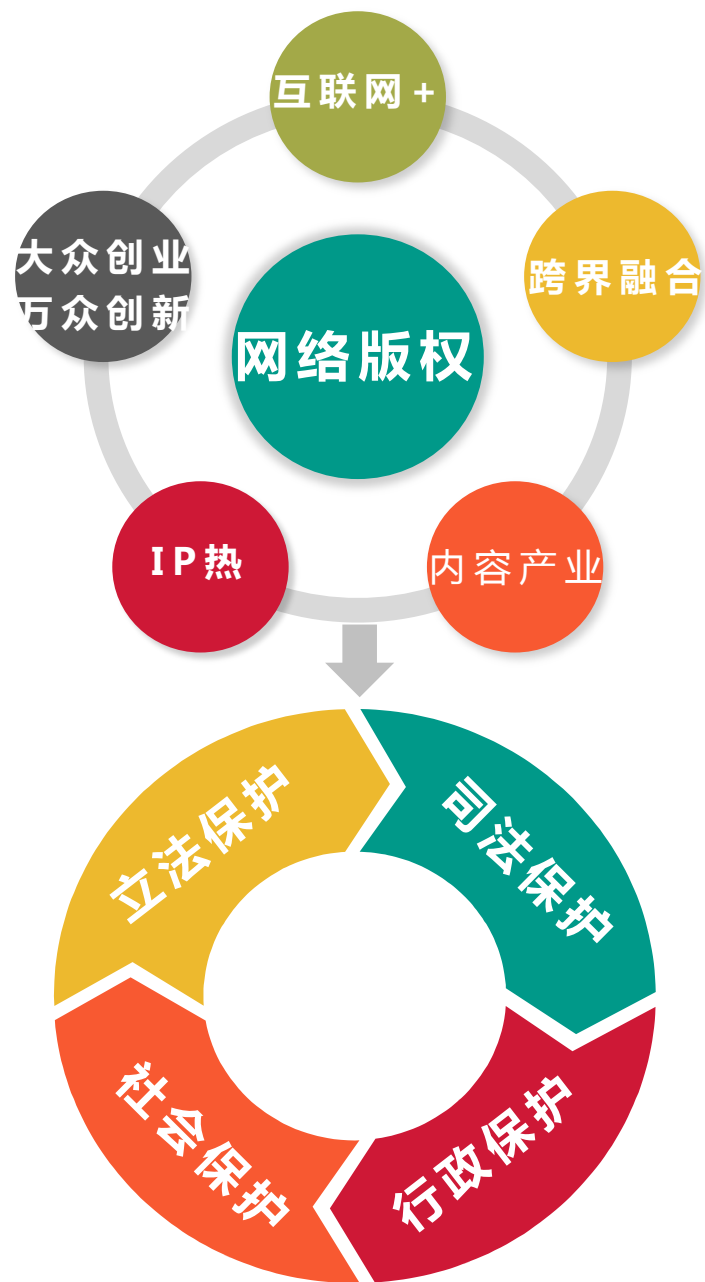 互联网+
大众创业
万众创新
跨界融合
网络版权
IP热
内容产业
立法保护
司法保护
社会保护
行政保护